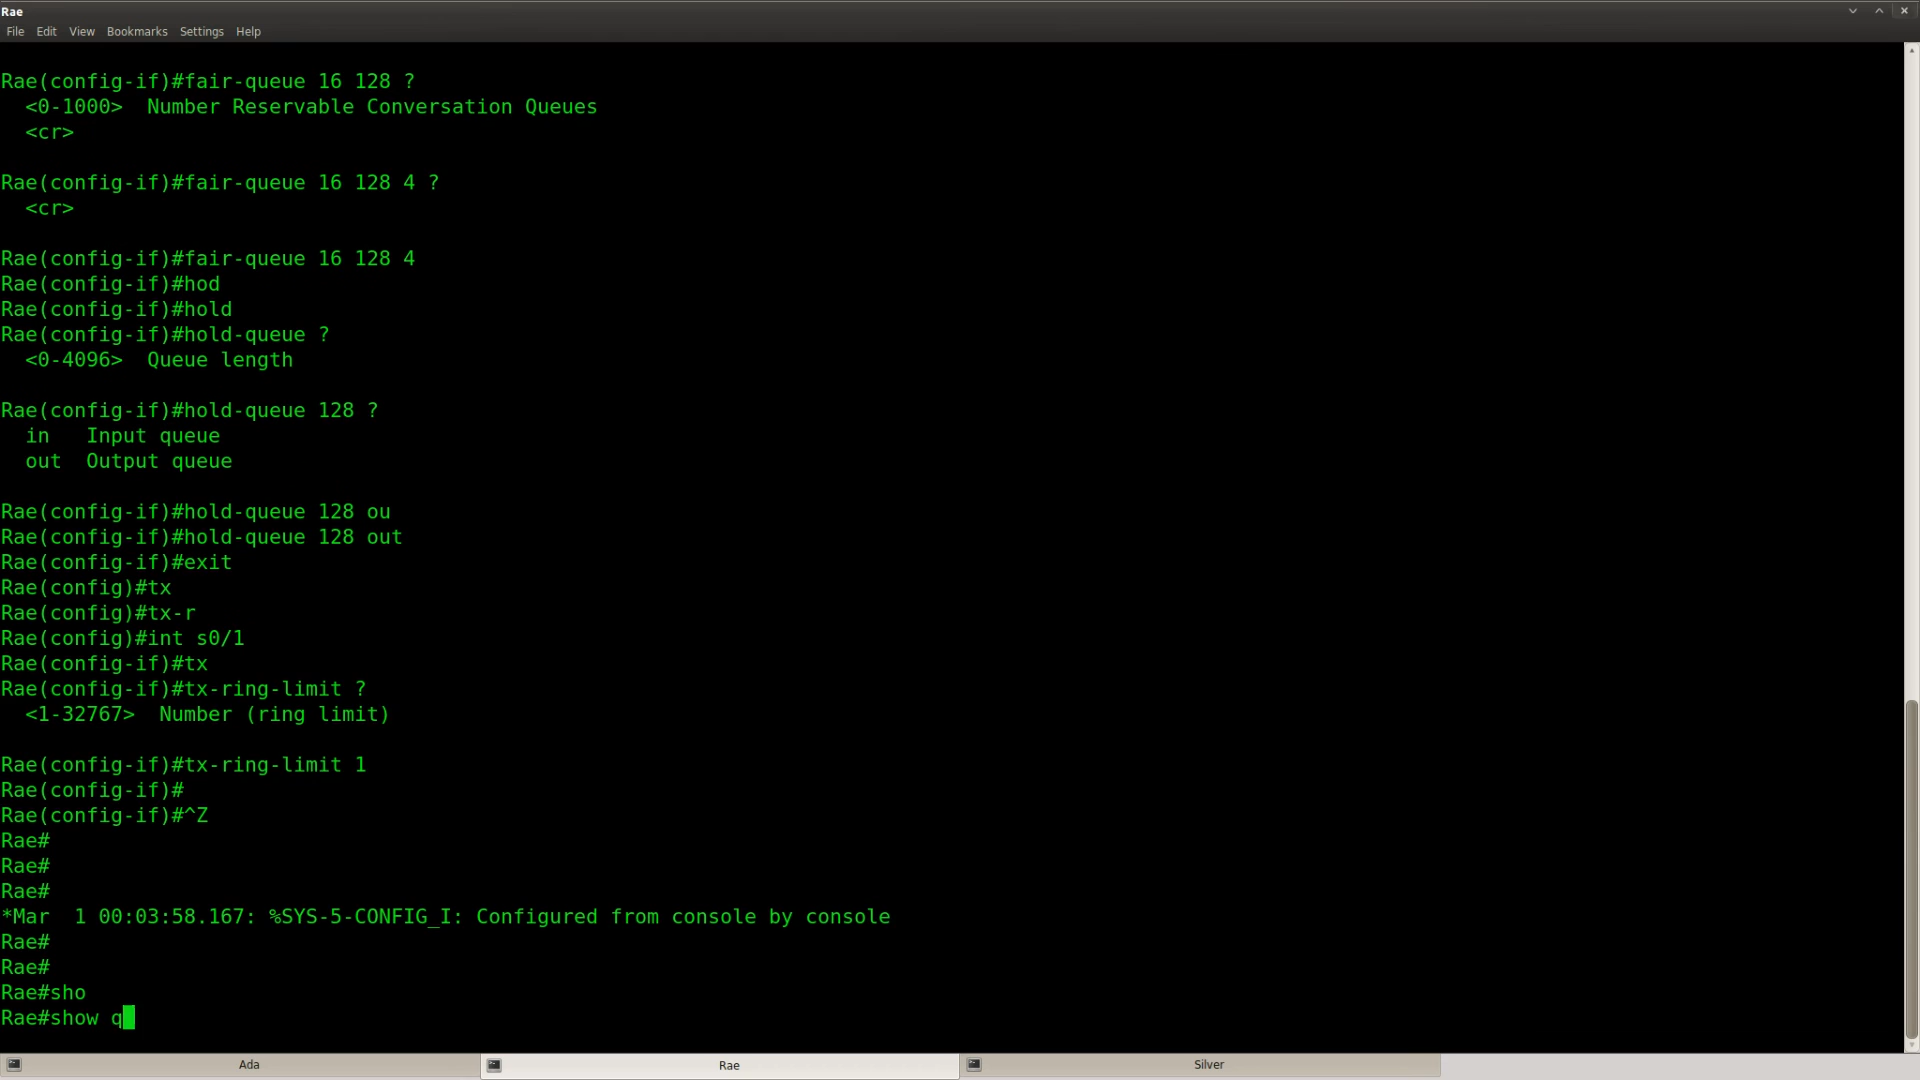 Rae
File Edit View Bookmarks Settings Help
Rae(config-if)#fair-queue 16 128 ?
  <0-1000>  Number Reservable Conversation Queues
  <cr>
Rae(config-if)#fair-queue 16 128 4 ?
  <cr>
Rae(config-if)#fair-queue 16 128 4
Rae(config-if)#hod
Rae(config-if)#hold
Rae(config-if)#hold-queue ?
  <0-4096>  Queue length
Rae(config-if)#hold-queue 128 ?
  in   Input queue
  out  Output queue
Rae(config-if)#hold-queue 128 ou
Rae(config-if)#hold-queue 128 out
Rae(config-if)#exit
Rae(config)#tx
Rae(config)#tx-r
Rae(config)#int s0/1
Rae(config-if)#tx
Rae(config-if)#tx-ring-limit ?
  <1-32767>  Number (ring limit)
Rae(config-if)#tx-ring-limit 1
Rae(config-if)#
Rae(config-if)#^Z
Rae#
Rae#
Rae#
*Mar  1 00:03:58.167: %SYS-5-CONFIG_I: Configured from console by console
Rae#
Rae#
Rae#sho
Rae#show q
Ada Rae Silver